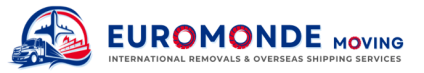 EUROMONDE MOVING
INTERNATIONAL REMOVALS & OVERSEAS SHIPPING SERVICES